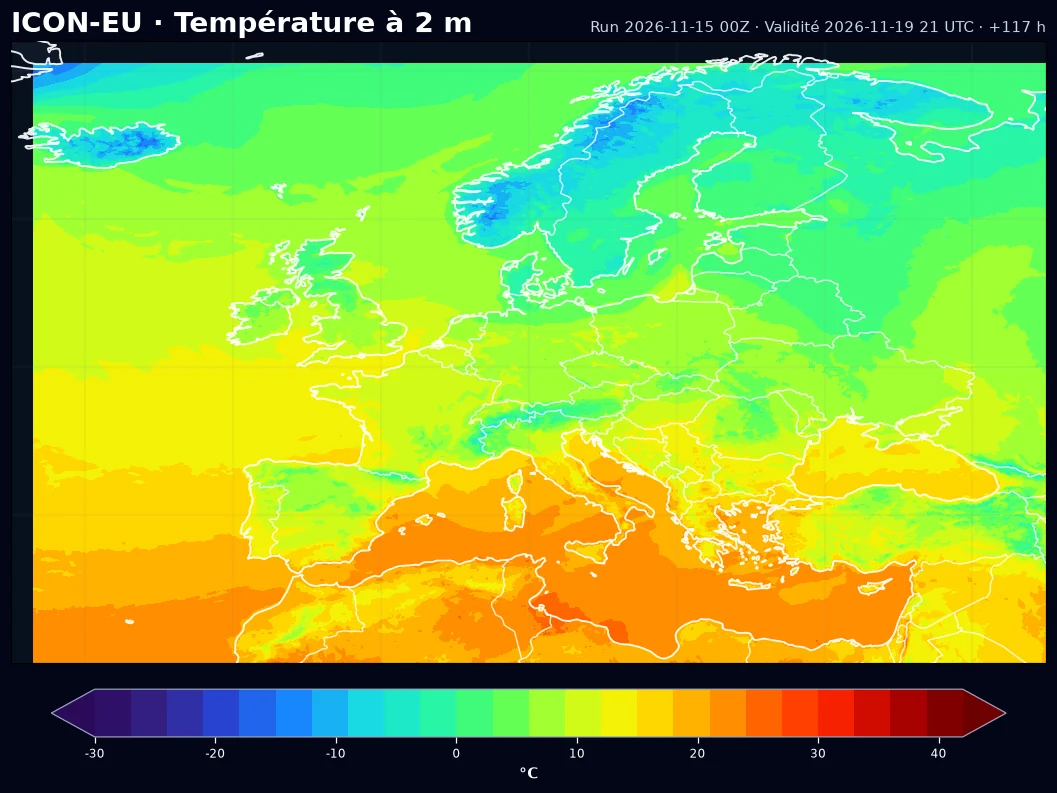 ICON-EU · Température à 2 m
Run 2026-11-15 00Z · Validité 2026-11-19 21 UTC · +117 h
-30 -20 -10 0 10 20 30 40
°C